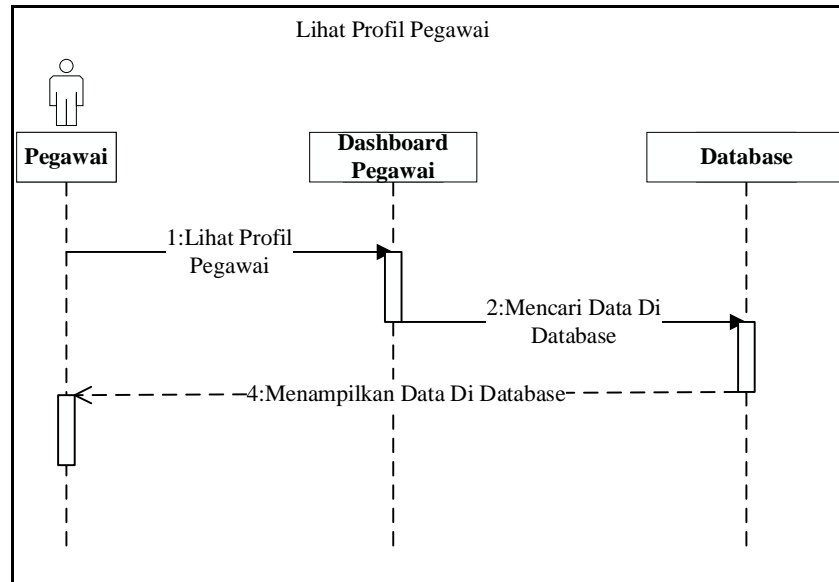 Lihat Profil Pegawai
Pegawai
Dashboard
Pegawai
Database
1:Lihat Profil
Pegawai
2:Mencari Data Di
Database
4:Menampilkan Data Di Database